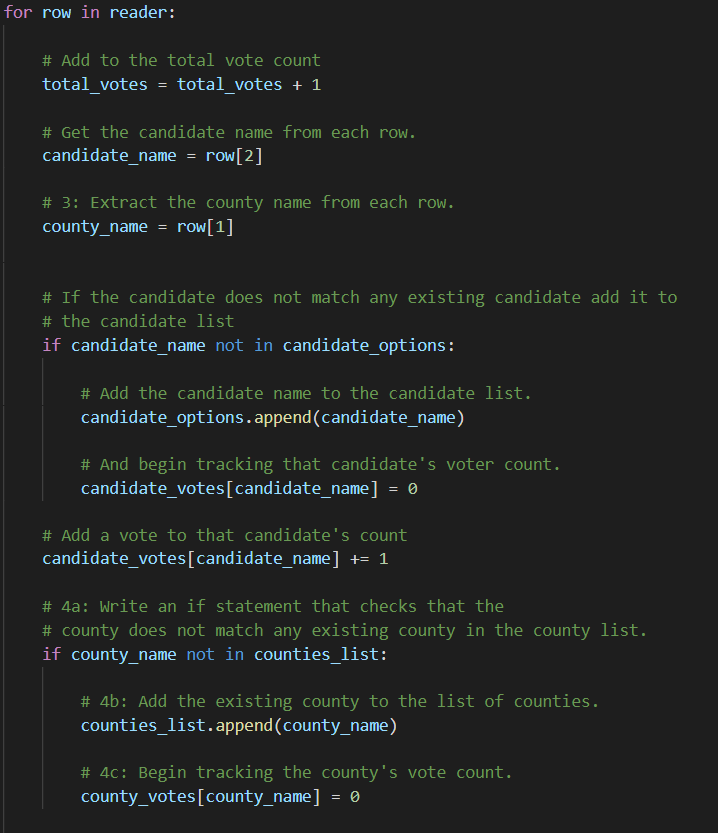 for row in reader:
# Add to the total vote count
total_votes = total_votes + 1
# Get the candidate name from each row.
candidate_name = row[2]
# 3: Extract the county name from each row.
county_name = row[1]
# If the candidate does not match any existing candidate add it to
# the candidate list
if candidate_name not in candidate_options:
# Add the candidate name to the candidate list.
candidate_options.append(candidate_name)
# And begin tracking that candidate's voter count.
candidate_votes[candidate_name] = 0
# Add a vote to that candidate's count
candidate_votes[candidate_name] += 1
# 4a: Write an if statement that checks that the
# county does not match any existing county in the county list.
if county_name not in counties_list:
# 4b: Add the existing county to the list of counties.
counties_list.append(county_name)
# 4c: Begin tracking the county's vote count.
county_votes[county_name] = 0